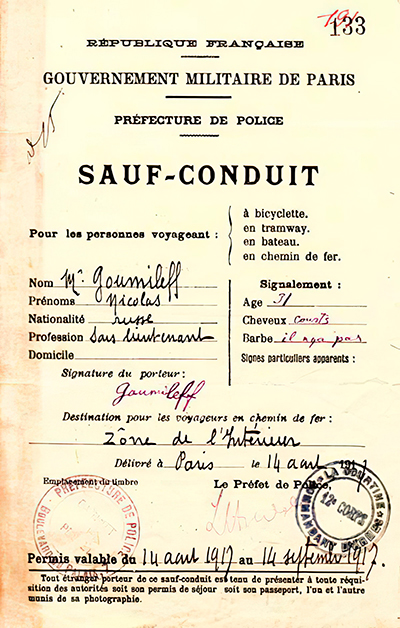 133
RÉPUBLIQUE FRANÇAISE
GOUVERNEMENT MILITAIRE DE PARIS
PRÉFECTURE DE POLICE
SAUF-CONDUIT
Pour les personnes voyageant :
à bicyclette.
en tramway.
en bateau.
en chemin de fer.
Nom Mr. Goumileff
Prénoms Nicolas
Nationalité russe
Profession Sous lieutenant
Domicile
Signalement :
Age 31
Cheveux courts
Barbe il n'a pas
Signes particuliers apparents :
Signature du porteur :
Goumileff
Destination pour les voyageurs en chemin de fer :
Zône de l'Intérieur
Délivré à Paris le 14 aout 1917
Emplacement du timbre
Le Préfet de Police,
PRÉFECTURE DE POLICE
LA COURTINE
12e CORPS
Permis valable du 14 aout 1917 au 14 septembre 1917.
Tout étranger porteur de ce sauf-conduit est tenu de présenter à toute réqui-
sition des autorités soit son permis de séjour soit son passeport, l'un et l'autre
munis de sa photographie.